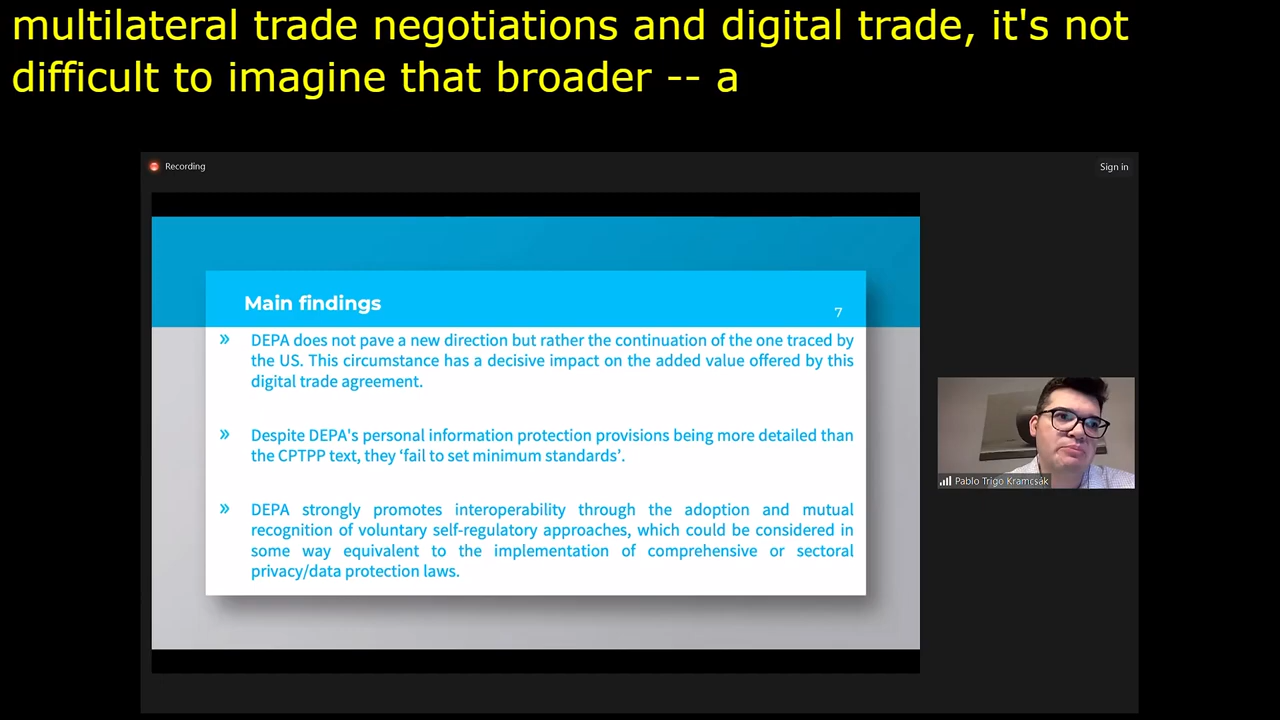 multilateral trade negotiations and digital trade, it's not
difficult to imagine that broader -- a
Recording
Sign in
Main findings
7
» DEPA does not pave a new direction but rather the continuation of the one traced by
the US. This circumstance has a decisive impact on the added value offered by this
digital trade agreement.
» Despite DEPA's personal information protection provisions being more detailed than
the CPTPP text, they ‘fail to set minimum standards’.
» DEPA strongly promotes interoperability through the adoption and mutual
recognition of voluntary self-regulatory approaches, which could be considered in
some way equivalent to the implementation of comprehensive or sectoral
privacy/data protection laws.
Pablo Trigo Kramcsák